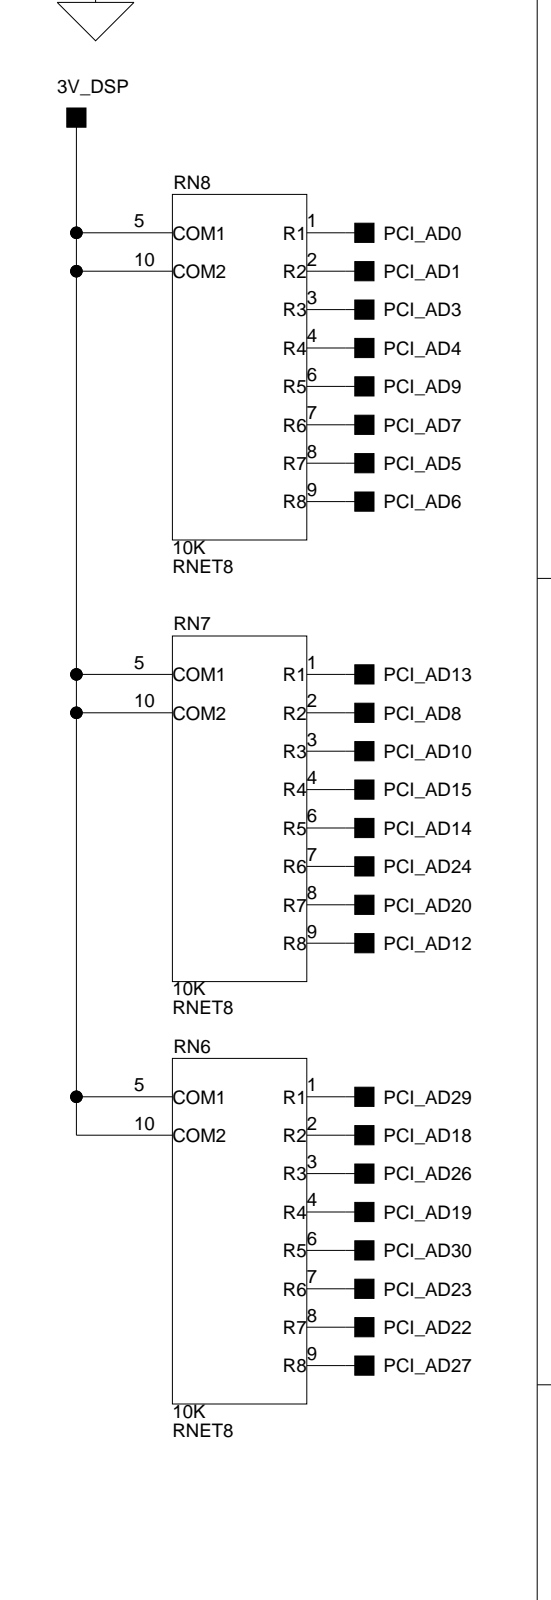 3V_DSP
RN8
5 COM1 R1 1 PCI_AD0
10 COM2 R2 2 PCI_AD1
R3 3 PCI_AD3
R4 4 PCI_AD4
R5 6 PCI_AD9
R6 7 PCI_AD7
R7 8 PCI_AD5
R8 9 PCI_AD6
10K
RNET8
RN7
5 COM1 R1 1 PCI_AD13
10 COM2 R2 2 PCI_AD8
R3 3 PCI_AD10
R4 4 PCI_AD15
R5 6 PCI_AD14
R6 7 PCI_AD24
R7 8 PCI_AD20
R8 9 PCI_AD12
10K
RNET8
RN6
5 COM1 R1 1 PCI_AD29
10 COM2 R2 2 PCI_AD18
R3 3 PCI_AD26
R4 4 PCI_AD19
R5 6 PCI_AD30
R6 7 PCI_AD23
R7 8 PCI_AD22
R8 9 PCI_AD27
10K
RNET8